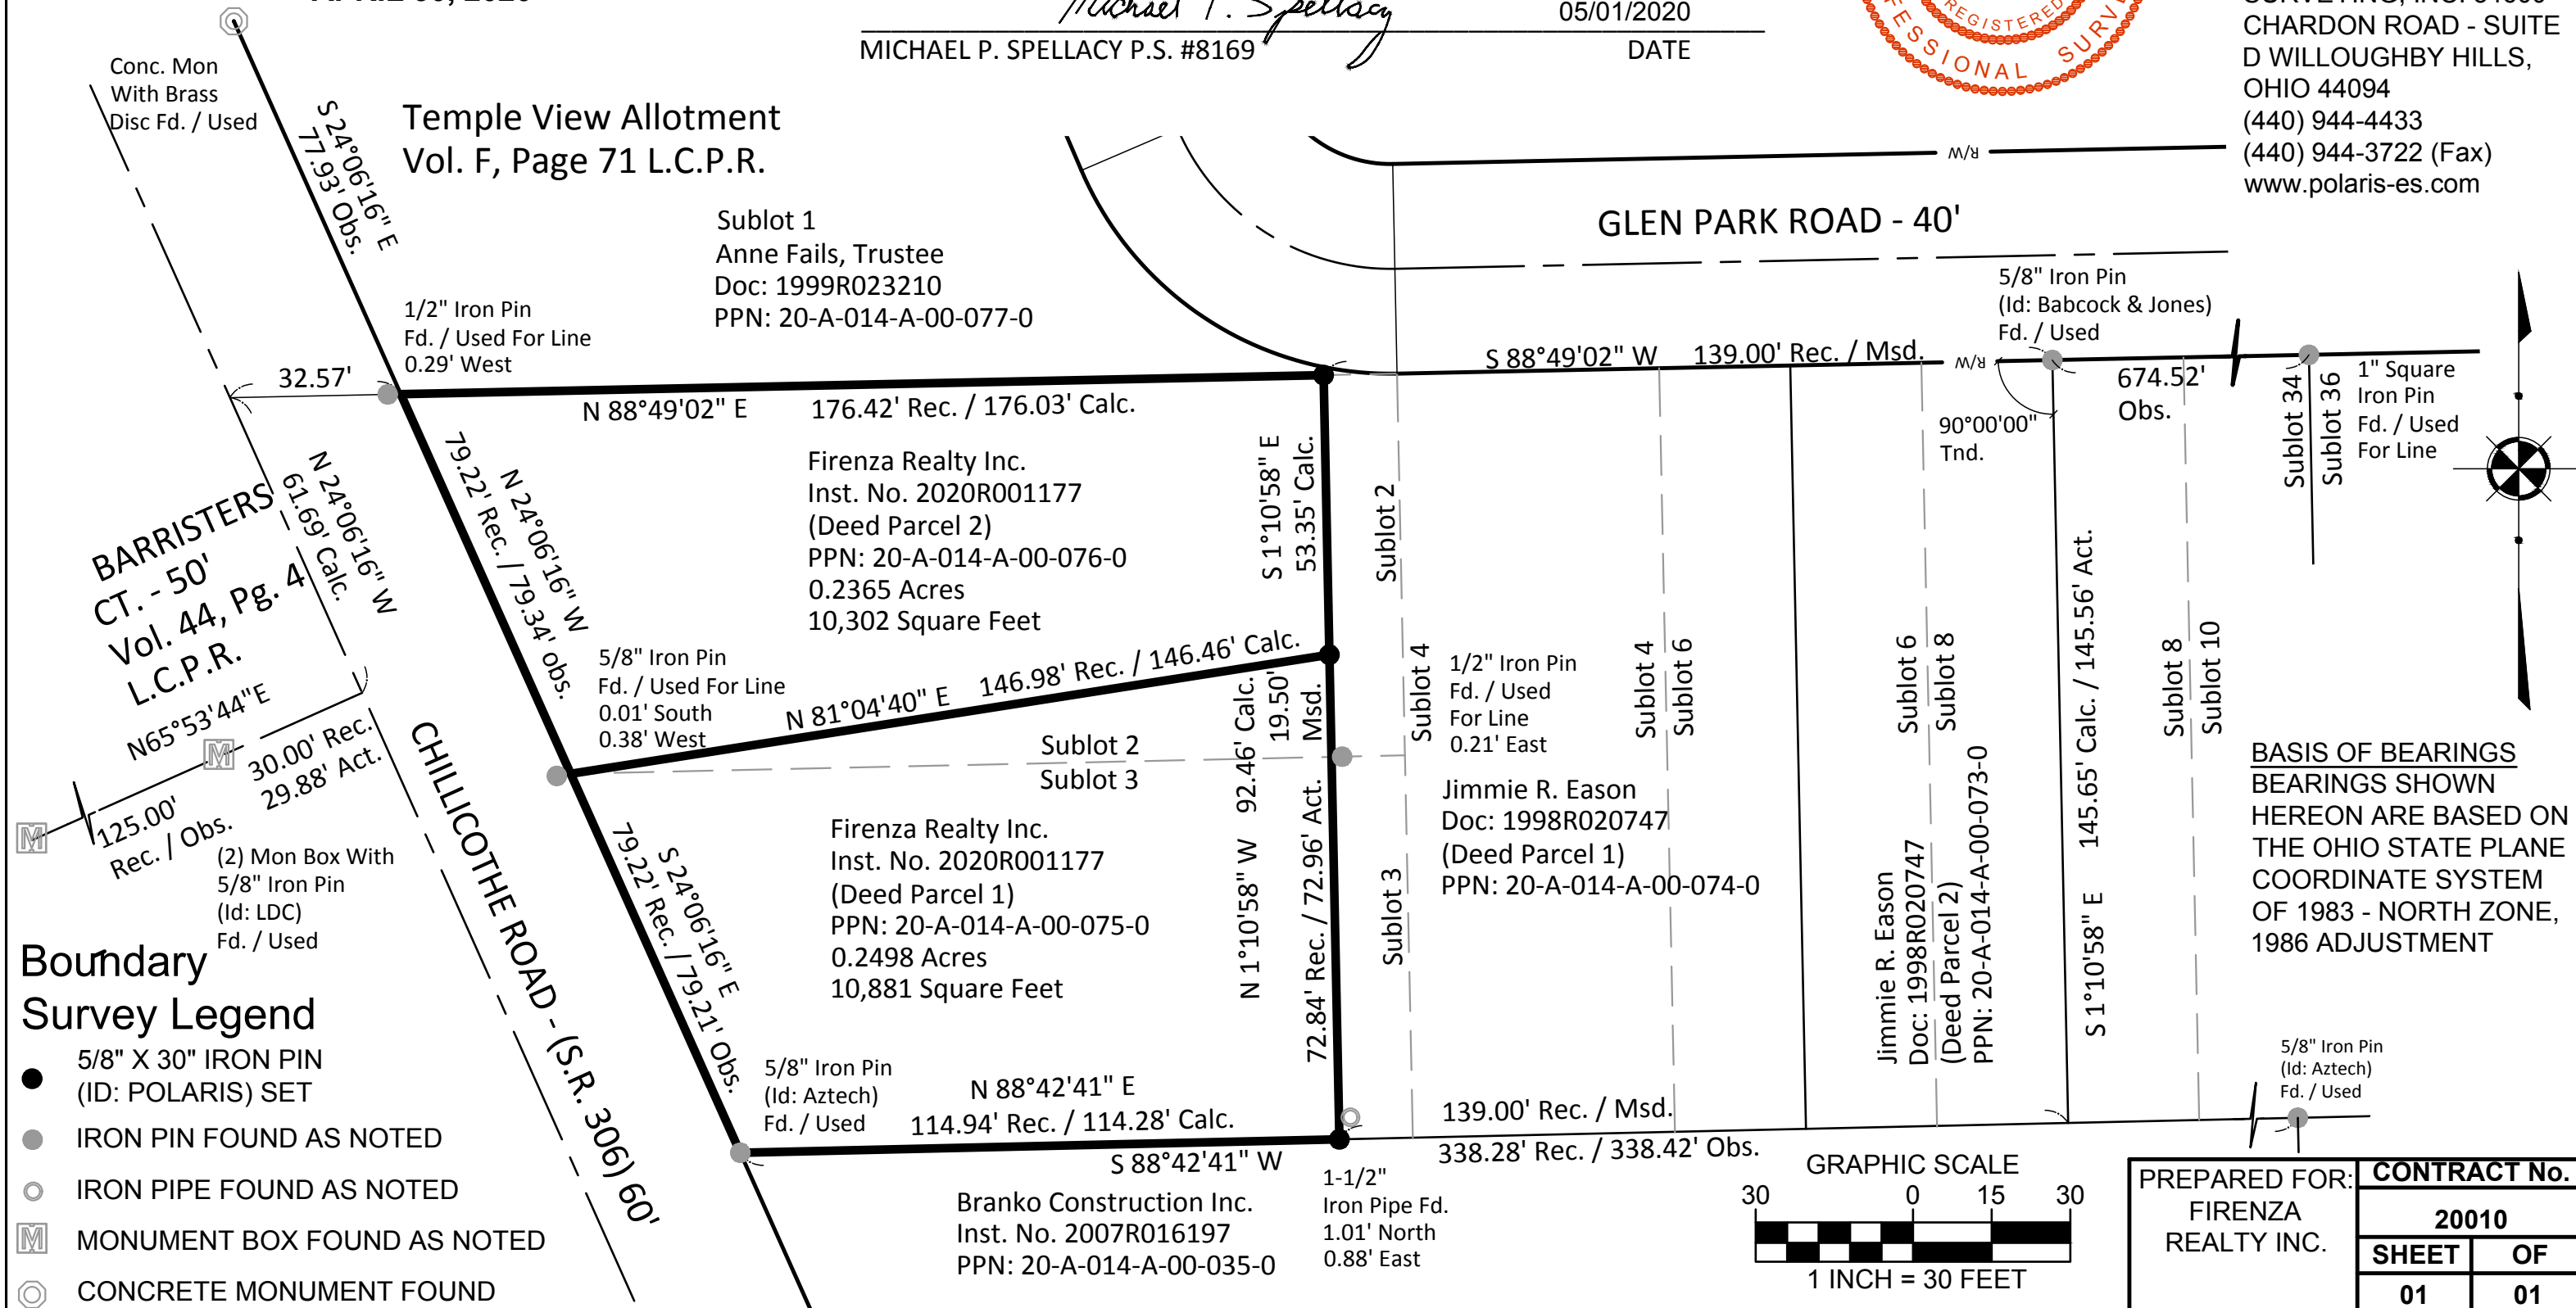 MICHAEL P. SPELLACY P.S. #8169
Michael P. Spellacy
05/01/2020
DATE
REGISTERED
CHARDON ROAD - SUITE
D WILLOUGHBY HILLS,
OHIO 44094
(440) 944-4433
(440) 944-3722 (Fax)
www.polaris-es.com
Conc. Mon
With Brass
Disc Fd. / Used
S 24°06'16" E
77.93' Obs.
Temple View Allotment
Vol. F, Page 71 L.C.P.R.
Sublot 1
Anne Fails, Trustee
Doc: 1999R023210
PPN: 20-A-014-A-00-077-0
R/W
GLEN PARK ROAD - 40'
1/2" Iron Pin
Fd. / Used For Line
0.29' West
32.57'
5/8" Iron Pin
(Id: Babcock & Jones)
Fd. / Used
S 88°49'02" W 139.00' Rec. / Msd.
R/W
674.52'
Obs.
90°00'00"
Tnd.
Sublot 34
Sublot 36
1" Square
Iron Pin
Fd. / Used
For Line
N 88°49'02" E 176.42' Rec. / 176.03' Calc.
N 24°06'16" W
79.22' Rec. / 79.34' obs.
N 24°06'16" W
61.69' Calc.
Firenza Realty Inc.
Inst. No. 2020R001177
(Deed Parcel 2)
PPN: 20-A-014-A-00-076-0
0.2365 Acres
10,302 Square Feet
S 1°10'58" E
53.35' Calc.
Sublot 2
BARRISTERS
CT. - 50'
Vol. 44, Pg. 4
L.C.P.R.
N65°53'44"E
30.00' Rec.
29.88' Act.
125.00'
Rec. / Obs.
(2) Mon Box With
5/8" Iron Pin
(Id: LDC)
Fd. / Used
CHILLICOTHE ROAD - (S.R. 306) 60'
5/8" Iron Pin
Fd. / Used For Line
0.01' South
0.38' West
N 81°04'40" E 146.98' Rec. / 146.46' Calc.
Sublot 2
Sublot 3
N 1°10'58" W 92.46' Calc.
19.50'
Msd.
72.84' Rec. / 72.96' Act.
Sublot 4
Sublot 3
1/2" Iron Pin
Fd. / Used
For Line
0.21' East
Jimmie R. Eason
Doc: 1998R020747
(Deed Parcel 1)
PPN: 20-A-014-A-00-074-0
Sublot 4
Sublot 6
Sublot 6
Sublot 8
Jimmie R. Eason
Doc: 1998R020747
(Deed Parcel 2)
PPN: 20-A-014-A-00-073-0
S 1°10'58" E 145.65' Calc. / 145.56' Act.
Sublot 8
Sublot 10
BASIS OF BEARINGS
BEARINGS SHOWN
HEREON ARE BASED ON
THE OHIO STATE PLANE
COORDINATE SYSTEM
OF 1983 - NORTH ZONE,
1986 ADJUSTMENT
Firenza Realty Inc.
Inst. No. 2020R001177
(Deed Parcel 1)
PPN: 20-A-014-A-00-075-0
0.2498 Acres
10,881 Square Feet
S 24°06'16" E
79.22' Rec. / 79.21' Obs.
5/8" Iron Pin
(Id: Aztech)
Fd. / Used
N 88°42'41" E
114.94' Rec. / 114.28' Calc.
S 88°42'41" W
139.00' Rec. / Msd.
338.28' Rec. / 338.42' Obs.
5/8" Iron Pin
(Id: Aztech)
Fd. / Used
Branko Construction Inc.
Inst. No. 2007R016197
PPN: 20-A-014-A-00-035-0
1-1/2"
Iron Pipe Fd.
1.01' North
0.88' East
Boundary
Survey Legend
5/8" X 30" IRON PIN
(ID: POLARIS) SET
IRON PIN FOUND AS NOTED
IRON PIPE FOUND AS NOTED
M MONUMENT BOX FOUND AS NOTED
CONCRETE MONUMENT FOUND
GRAPHIC SCALE
30 0 15 30
1 INCH = 30 FEET
PREPARED FOR:
FIRENZA
REALTY INC.
CONTRACT No.
20010
SHEET OF
01 01